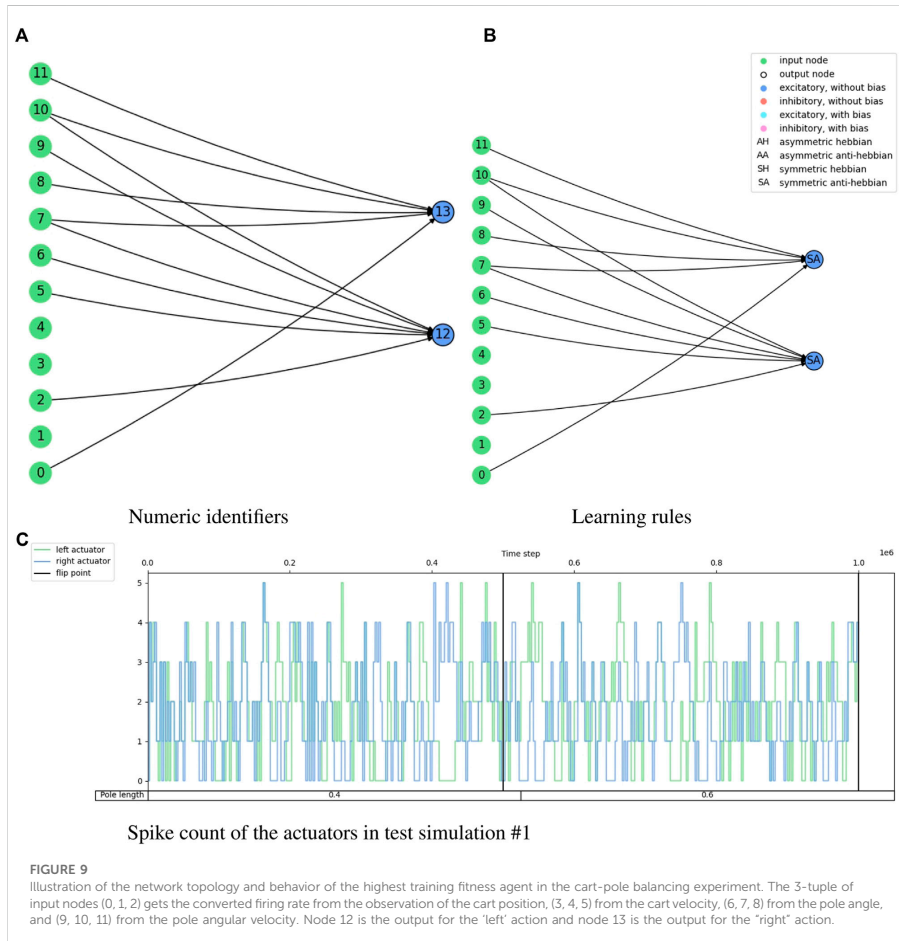 A
11
10
9
8
7
6
5
4
3
2
1
0
13
12
Numeric identifiers
B
input node
output node
excitatory, without bias
inhibitory, without bias
excitatory, with bias
inhibitory, with bias
AH asymmetric hebbian
AA asymmetric anti-hebbian
SH symmetric hebbian
SA symmetric anti-hebbian
11
10
9
8
7
6
5
4
3
2
1
0
SA
SA
Learning rules
C
left actuator
right actuator
flip point
Time step
1e6
0.0 0.2 0.4 0.6 0.8 1.0
5
4
3
2
1
0
Pole length 0.4 0.6
Spike count of the actuators in test simulation #1
FIGURE 9
Illustration of the network topology and behavior of the highest training fitness agent in the cart-pole balancing experiment. The 3-tuple of
input nodes (0, 1, 2) gets the converted firing rate from the observation of the cart position, (3, 4, 5) from the cart velocity, (6, 7, 8) from the pole angle,
and (9, 10, 11) from the pole angular velocity. Node 12 is the output for the 'left' action and node 13 is the output for the "right" action.